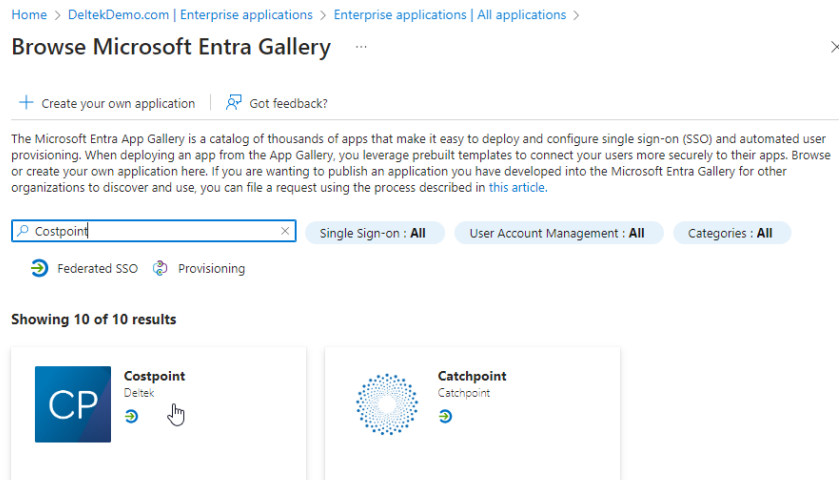 Home > DeltekDemo.com | Enterprise applications > Enterprise applications | All applications >
Browse Microsoft Entra Gallery ...
+ Create your own application | Got feedback?
The Microsoft Entra App Gallery is a catalog of thousands of apps that make it easy to deploy and configure single sign-on (SSO) and automated user
provisioning. When deploying an app from the App Gallery, you leverage prebuilt templates to connect your users more securely to their apps. Browse
or create your own application here. If you are wanting to publish an application you have developed into the Microsoft Entra Gallery for other
organizations to discover and use, you can file a request using the process described in this article.
Costpoint Single Sign-on : All User Account Management : All Categories : All
Federated SSO Provisioning
Showing 10 of 10 results
CP
Costpoint
Deltek
Catchpoint
Catchpoint